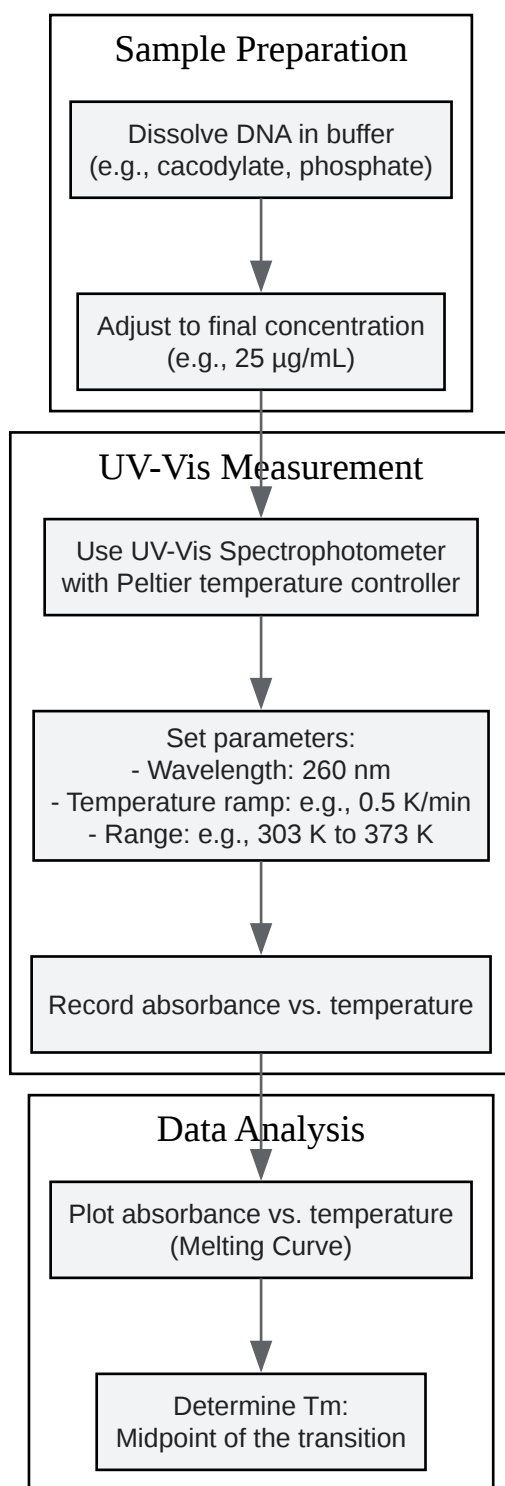 Sample Preparation
Dissolve DNA in buffer
(e.g., cacodylate, phosphate)
Adjust to final concentration
(e.g., 25 µg/mL)
UV-Vis Measurement
Use UV-Vis Spectrophotometer
with Peltier temperature controller
Set parameters:
- Wavelength: 260 nm
- Temperature ramp: e.g., 0.5 K/min
- Range: e.g., 303 K to 373 K
Record absorbance vs. temperature
Data Analysis
Plot absorbance vs. temperature
(Melting Curve)
Determine Tm:
Midpoint of the transition